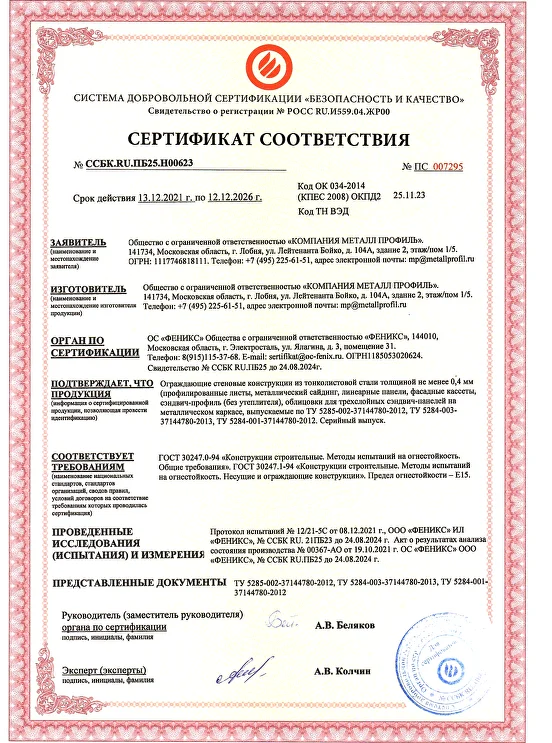 СИСТЕМА ДОБРОВОЛЬНОЙ СЕРТИФИКАЦИИ «БЕЗОПАСНОСТЬ И КАЧЕСТВО»
Свидетельство о регистрации № РОСС RU.И559.04.ЖР00
СЕРТИФИКАТ СООТВЕТСТВИЯ
№ ССБК.RU.ПБ25.Н00623
№ ПС 007295
Срок действия 13.12.2021 г. по 12.12.2026 г.
Код ОК 034-2014
(КПЕС 2008) ОКПД2 25.11.23
Код ТН ВЭД
ЗАЯВИТЕЛЬ
(наименование и
местонахождение
заявителя)
Общество с ограниченной ответственностью «КОМПАНИЯ МЕТАЛЛ ПРОФИЛЬ».
141734, Московская область, г. Лобня, ул. Лейтенанта Бойко, д. 104А, здание 2, этаж/пом 1/5.
ОГРН: 1117746818111. Телефон: +7 (495) 225-61-51, адрес электронной почты: mp@metallprofil.ru
ИЗГОТОВИТЕЛЬ
(наименование и
местонахождение изготовителя
продукции)
Общество с ограниченной ответственностью «КОМПАНИЯ МЕТАЛЛ ПРОФИЛЬ».
141734, Московская область, г. Лобня, ул. Лейтенанта Бойко, д. 104А, здание 2, этаж/пом 1/5.
Телефон: +7 (495) 225-61-51, адрес электронной почты: mp@metallprofil.ru
ОРГАН ПО
СЕРТИФИКАЦИИ
ОС «ФЕНИКС» Общества с ограниченной ответственностью «ФЕНИКС», 144010,
Московская область, г. Электросталь, ул. Ялагина, д. 3, помещение 31.
Телефон: 8(915)115-37-68. E-mail: sertifikat@oc-fenix.ru. ОГРН1185053020624.
Свидетельство № ССБК RU.ПБ25 до 24.08.2024г.
ПОДТВЕРЖДАЕТ, ЧТО
ПРОДУКЦИЯ
(информация о сертифицированной
продукции, позволяющая провести
идентификацию)
Ограждающие стеновые конструкции из тонколистовой стали толщиной не менее 0,4 мм
(профилированные листы, металлический сайдинг, линеарные панели, фасадные кассеты,
сэндвич-профиль (без утеплителя), облицовки для трехслойных сэндвич-панелей на
металлическом каркасе, выпускаемые по ТУ 5285-002-37144780-2012, ТУ 5284-003-
37144780-2013, ТУ 5284-001-37144780-2012. Серийный выпуск.
СООТВЕТСТВУЕТ
ТРЕБОВАНИЯМ
(наименование национальных
стандартов, стандартов
организаций, сводов правил,
условий договоров на соответствие
требованиям которых проводилась
сертификация)
ГОСТ 30247.0-94 «Конструкции строительные. Методы испытаний на огнестойкость.
Общие требования». ГОСТ 30247.1-94 «Конструкции строительные. Методы испытаний
на огнестойкость. Несущие и ограждающие конструкции». Предел огнестойкости – Е15.
ПРОВЕДЕННЫЕ
ИССЛЕДОВАНИЯ
(ИСПЫТАНИЯ) И ИЗМЕРЕНИЯ
Протокол испытаний № 12/21-5С от 08.12.2021 г., ООО «ФЕНИКС» ИЛ
«ФЕНИКС», № ССБК RU. 21ПБ23 до 24.08.2024 г. Акт о результатах анализа
состояния производства № 00367-АО от 19.10.2021 г. ОС «ФЕНИКС» ООО
«ФЕНИКС», № ССБК RU.ПБ25 до 24.08.2024 г.
ПРЕДСТАВЛЕННЫЕ ДОКУМЕНТЫ ТУ 5285-002-37144780-2012, ТУ 5284-003-37144780-2013, ТУ 5284-001-
37144780-2012
Руководитель (заместитель руководителя)
органа по сертификации
подпись, инициалы, фамилия
А.В. Беляков
Эксперт (эксперты)
подпись, инициалы, фамилия
А.В. Колчин
Для
сертификатов